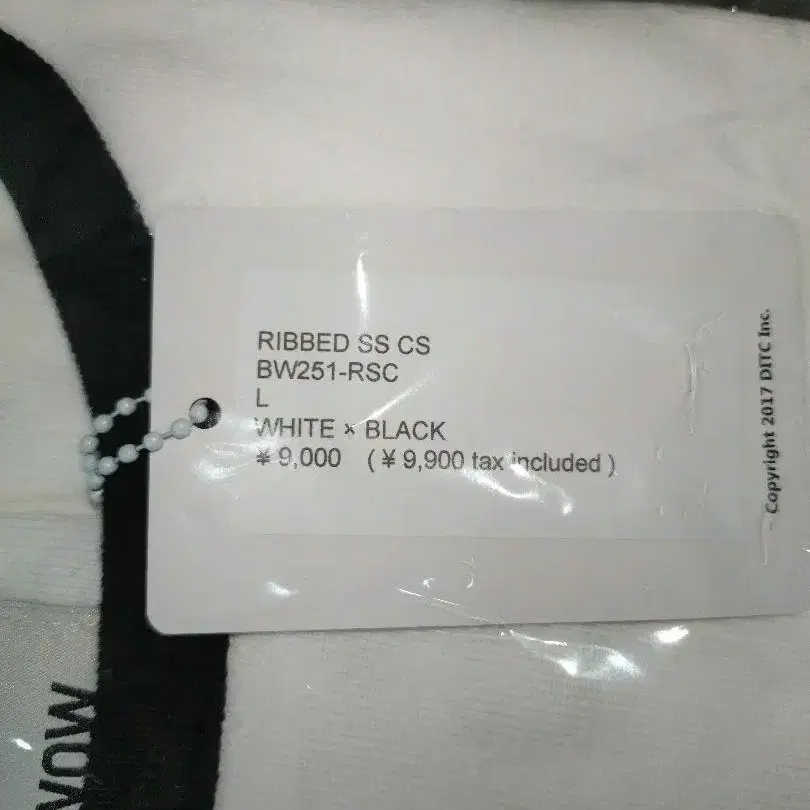 RIBBED SS CS
BW251-RSC
L
WHITE × BLACK
¥ 9,000 ( ¥ 9,900 tax included )
Copyright 2017 DITC Inc.